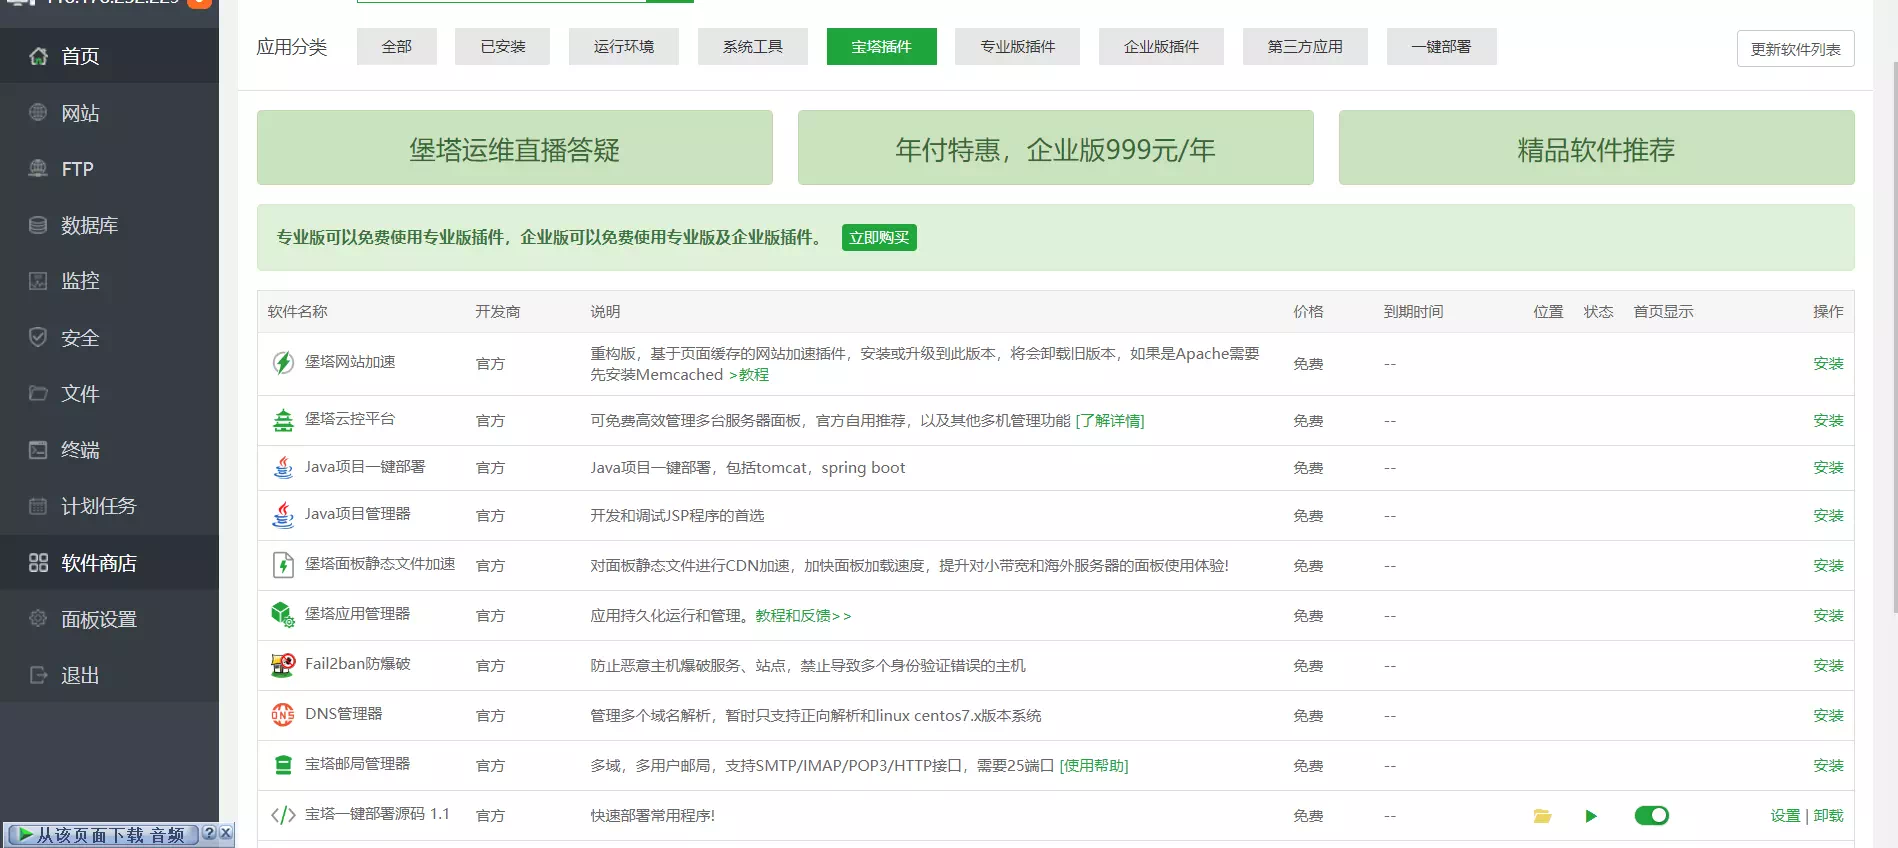 首页
网站
FTP
数据库
监控
安全
文件
终端
计划任务
软件商店
面板设置
退出
从该页面下载 音频 ? x
应用分类 全部 已安装 运行环境 系统工具 宝塔插件 专业版插件 企业版插件 第三方应用 一键部署 更新软件列表
堡塔运维直播答疑 年付特惠，企业版999元/年 精品软件推荐
专业版可以免费使用专业版插件，企业版可以免费使用专业版及企业版插件。 立即购买
软件名称 开发商 说明 价格 到期时间 位置 状态 首页显示 操作
堡塔网站加速 官方 重构版，基于页面缓存的网站加速插件，安装或升级到此版本，将会卸载旧版本，如果是Apache需要
先安装Memcached >教程 免费 -- 安装
堡塔云控平台 官方 可免费高效管理多台服务器面板，官方自用推荐，以及其他多机管理功能 [了解详情] 免费 -- 安装
Java项目一键部署 官方 Java项目一键部署，包括tomcat，spring boot 免费 -- 安装
Java项目管理器 官方 开发和调试JSP程序的首选 免费 -- 安装
堡塔面板静态文件加速 官方 对面板静态文件进行CDN加速，加快面板加载速度，提升对小带宽和海外服务器的面板使用体验! 免费 -- 安装
堡塔应用管理器 官方 应用持久化运行和管理。教程和反馈>> 免费 -- 安装
Fail2ban防爆破 官方 防止恶意主机爆破服务、站点，禁止导致多个身份验证错误的主机 免费 -- 安装
DNS DNS管理器 官方 管理多个域名解析，暂时只支持正向解析和linux centos7.x版本系统 免费 -- 安装
宝塔邮局管理器 官方 多域，多用户邮局，支持SMTP/IMAP/POP3/HTTP接口，需要25端口 [使用帮助] 免费 -- 安装
宝塔一键部署源码 1.1 官方 快速部署常用程序! 免费 -- 设置 | 卸载